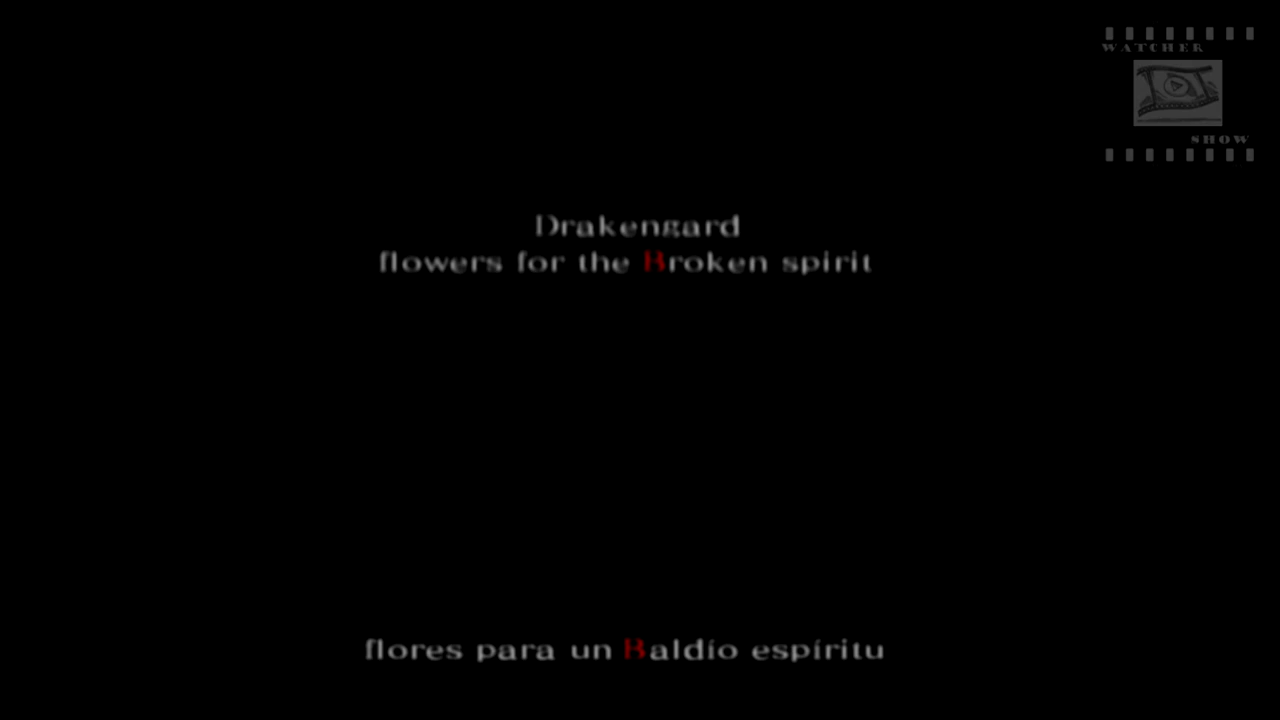 WATCHER
SHOW
Drakengard
flowers for the Broken spirit
flores para un Baldío espíritu